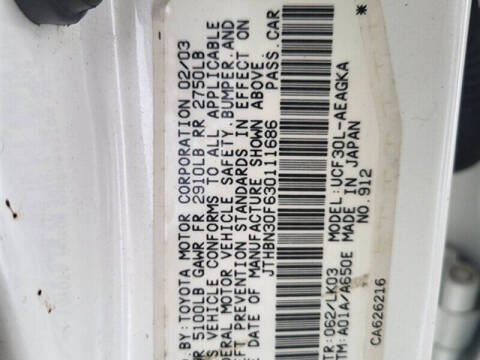 . BY: TOYOTA MOTOR CORPORATION 02/03
5100LB GAWR FR 2910LB RR 2750LB
S VEHICLE CONFORMS TO ALL APPLICABLE
ERAL MOTOR VEHICLE SAFETY, BUMPER, AND
EFT PREVENTION STANDARDS IN EFFECT ON
E DATE OF MANUFACTURE SHOWN ABOVE.
JTHBN30F630111686 PASS. CAR
TR: 062/LK03 MODEL: UCF30L-AEAGKA
TM: A01A/A650E MADE IN JAPAN
NO. 912
CA626216